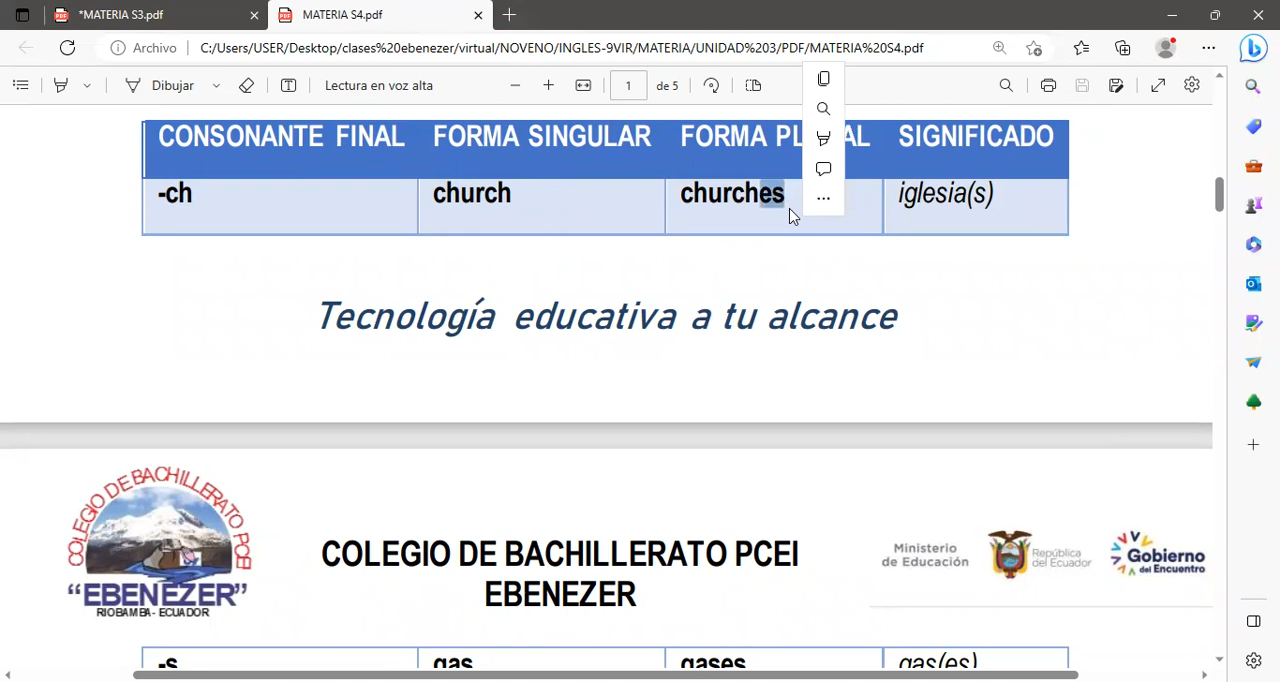 *MATERIA S3.pdf
MATERIA S4.pdf
Archivo
C:/Users/USER/Desktop/clases%20ebenezer/virtual/NOVENO/INGLES-9VIR/MATERIA/UNIDAD%203/PDF/MATERIA%20S4.pdf
Dibujar
Lectura en voz alta
1
de 5
CONSONANTE FINAL FORMA SINGULAR FORMA PL AL SIGNIFICADO
-ch church churches iglesia(s)
Tecnología educativa a tu alcance
COLEGIO DE BACHILLERATO PCEI
"EBENEZER"
RIOBAMBA- ECUADOR
COLEGIO DE BACHILLERATO PCEI
EBENEZER
Ministerio
de Educación
República
del Ecuador
Gobierno
del Encuentro
-s gas gases gas(es)